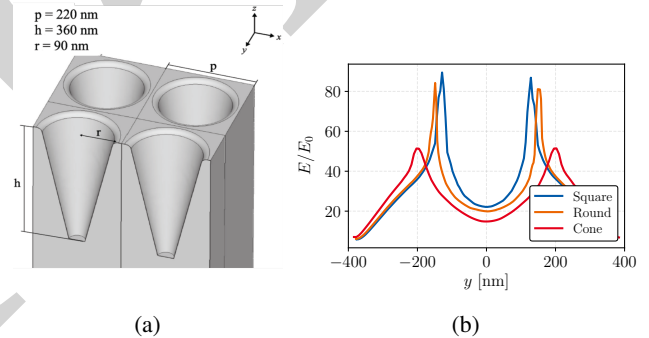 p = 220 nm
h = 360 nm
r = 90 nm
z
x
y
p
r
h
E/E₀
80
60
40
20
Square
Round
Cone
−400
−200
0
200
400
y [nm]
(a)
(b)